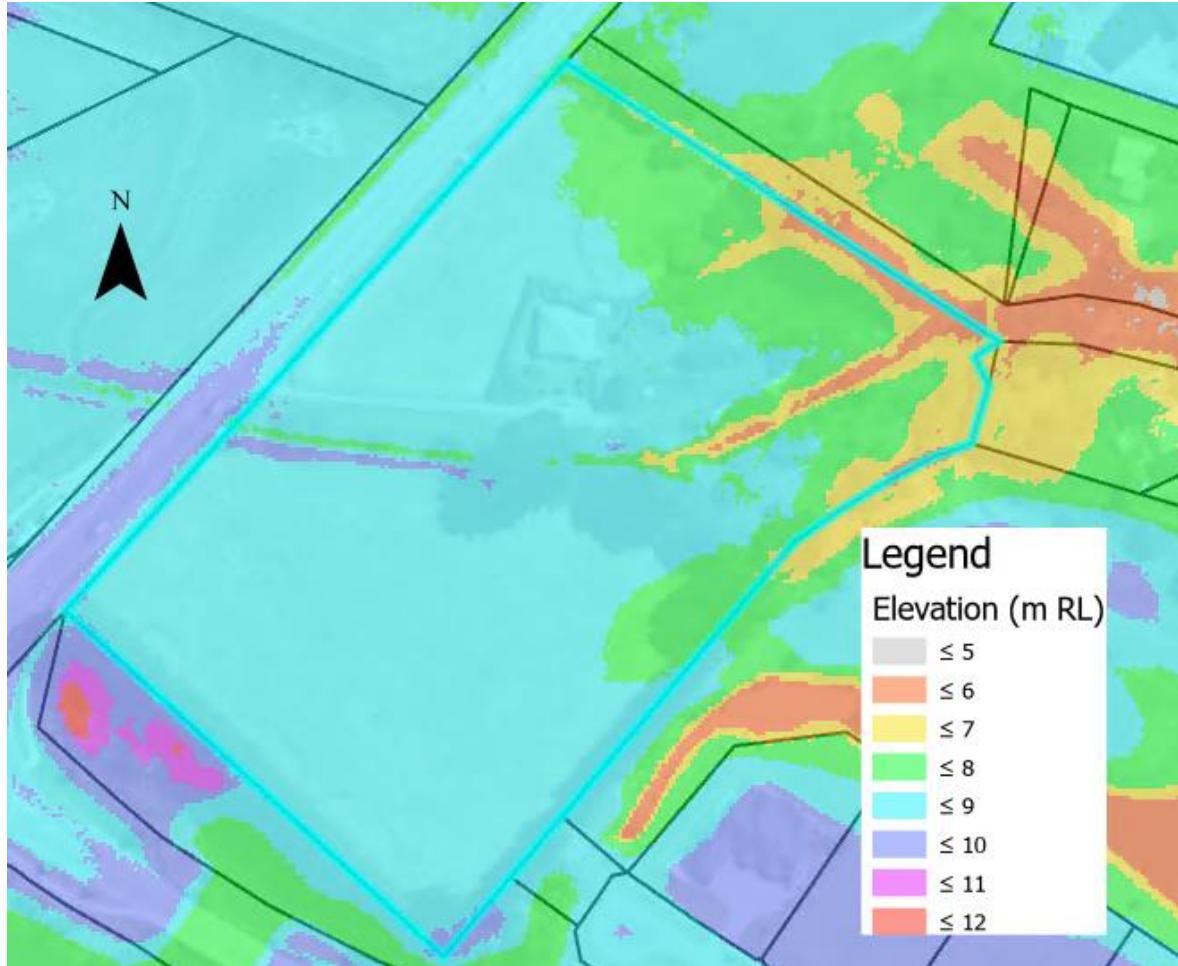 N
Legend
Elevation (m RL)
≤ 5
≤ 6
≤ 7
≤ 8
≤ 9
≤ 10
≤ 11
≤ 12